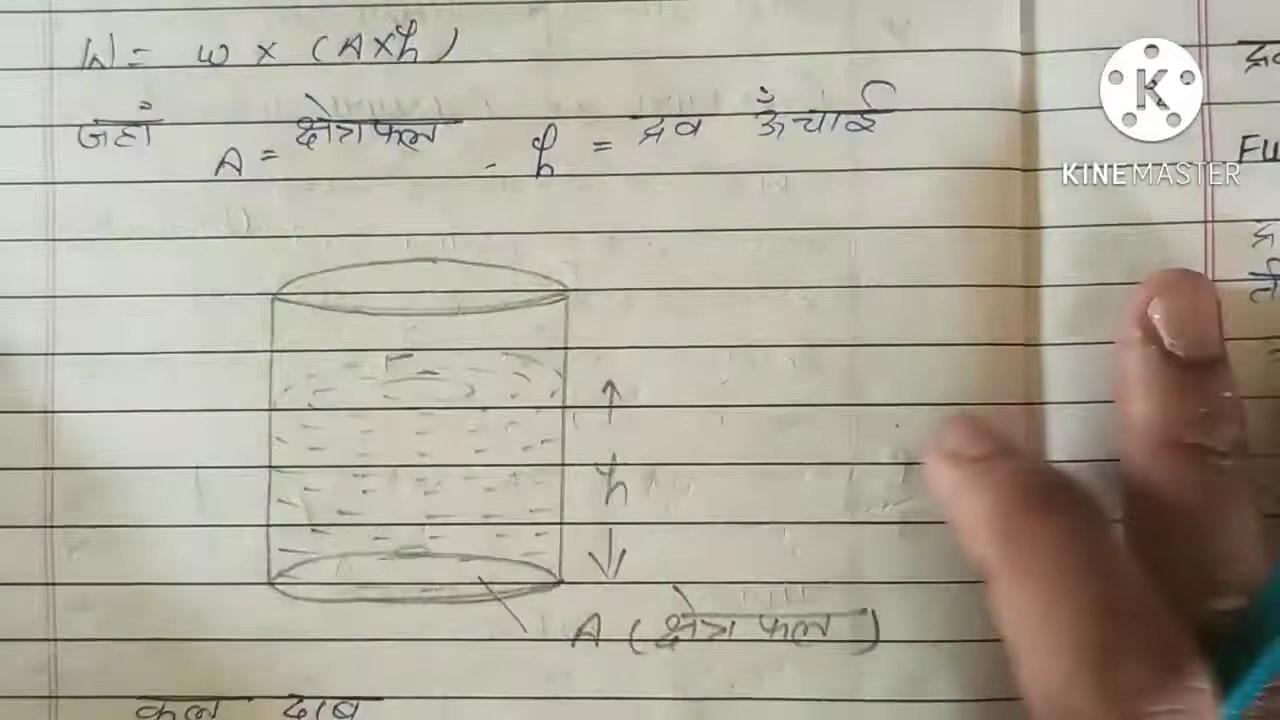 W = w × (A×h)
जहां A = क्षेत्रफल - h = द्रव ऊँचाई
h
A (क्षेत्रफल)
कुल दाब
K
KINEMASTER